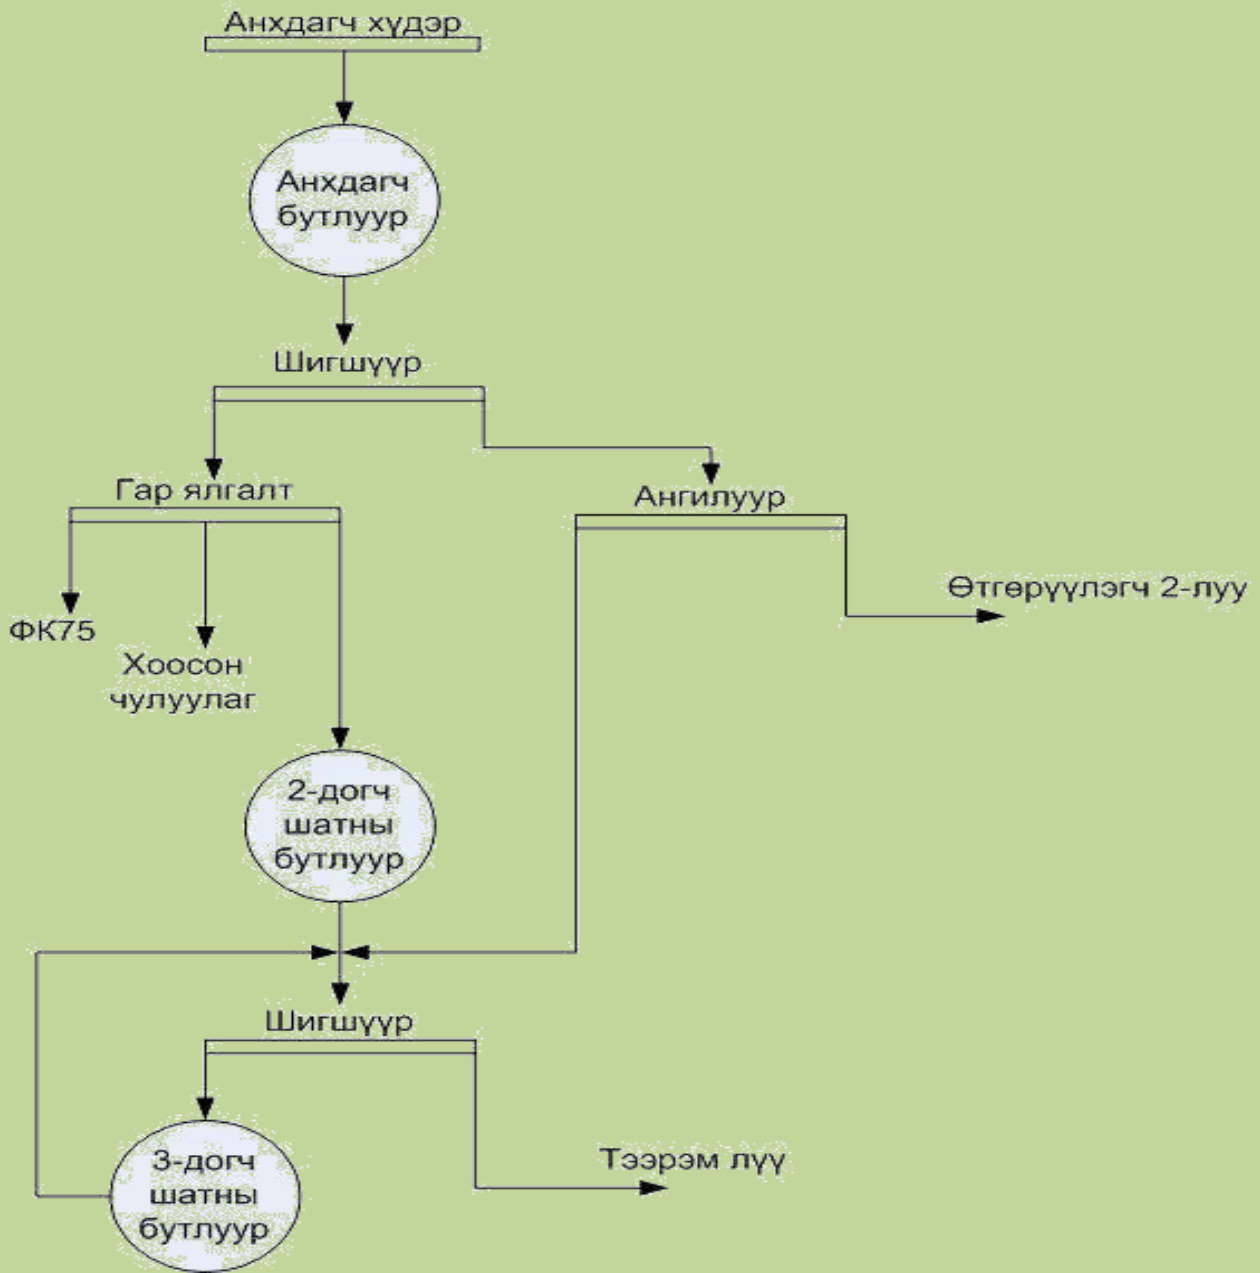 Анхдагч хүдэр
Анхдагч
бутлуур
Шигшүүр
Гар ялгалт
Ангилуур
Өтгөрүүлэгч 2-луу
ФК75
Хоосон
чулуулаг
2-догч
шатны
бутлуур
Шигшүүр
3-догч
шатны
бутлуур
Тээрэм лүү